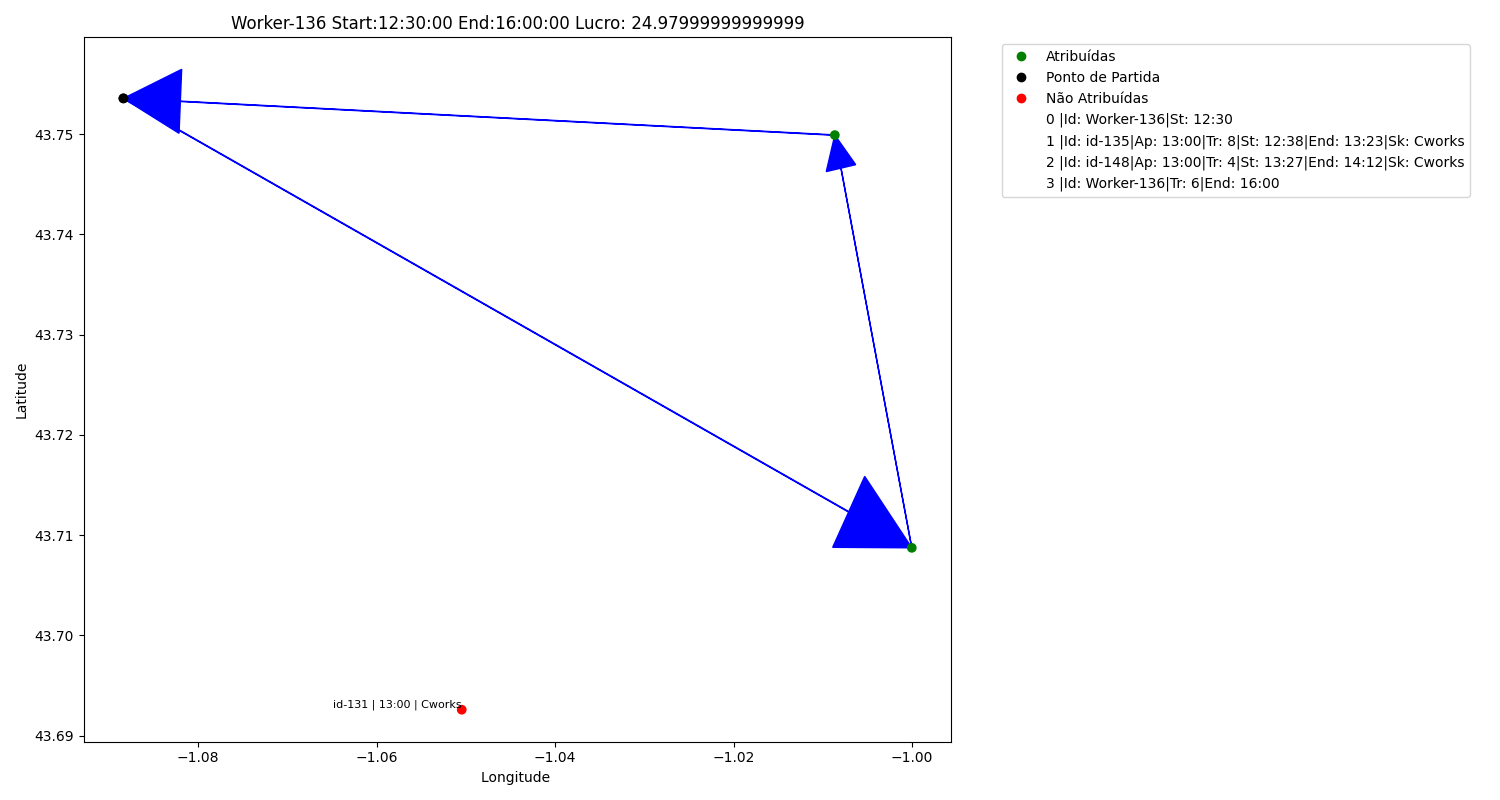 Worker-136 Start:12:30:00 End:16:00:00 Lucro: 24.97999999999999
Atribuídas
Ponto de Partida
Não Atribuídas
0 |Id: Worker-136|St: 12:30
1 |Id: id-135|Ap: 13:00|Tr: 8|St: 12:38|End: 13:23|Sk: Cworks
2 |Id: id-148|Ap: 13:00|Tr: 4|St: 13:27|End: 14:12|Sk: Cworks
3 |Id: Worker-136|Tr: 6|End: 16:00
43.75
43.74
43.73
43.72
43.71
43.70
43.69
Latitude
id-131 | 13:00 | Cworks
−1.08
−1.06
−1.04
−1.02
−1.00
Longitude